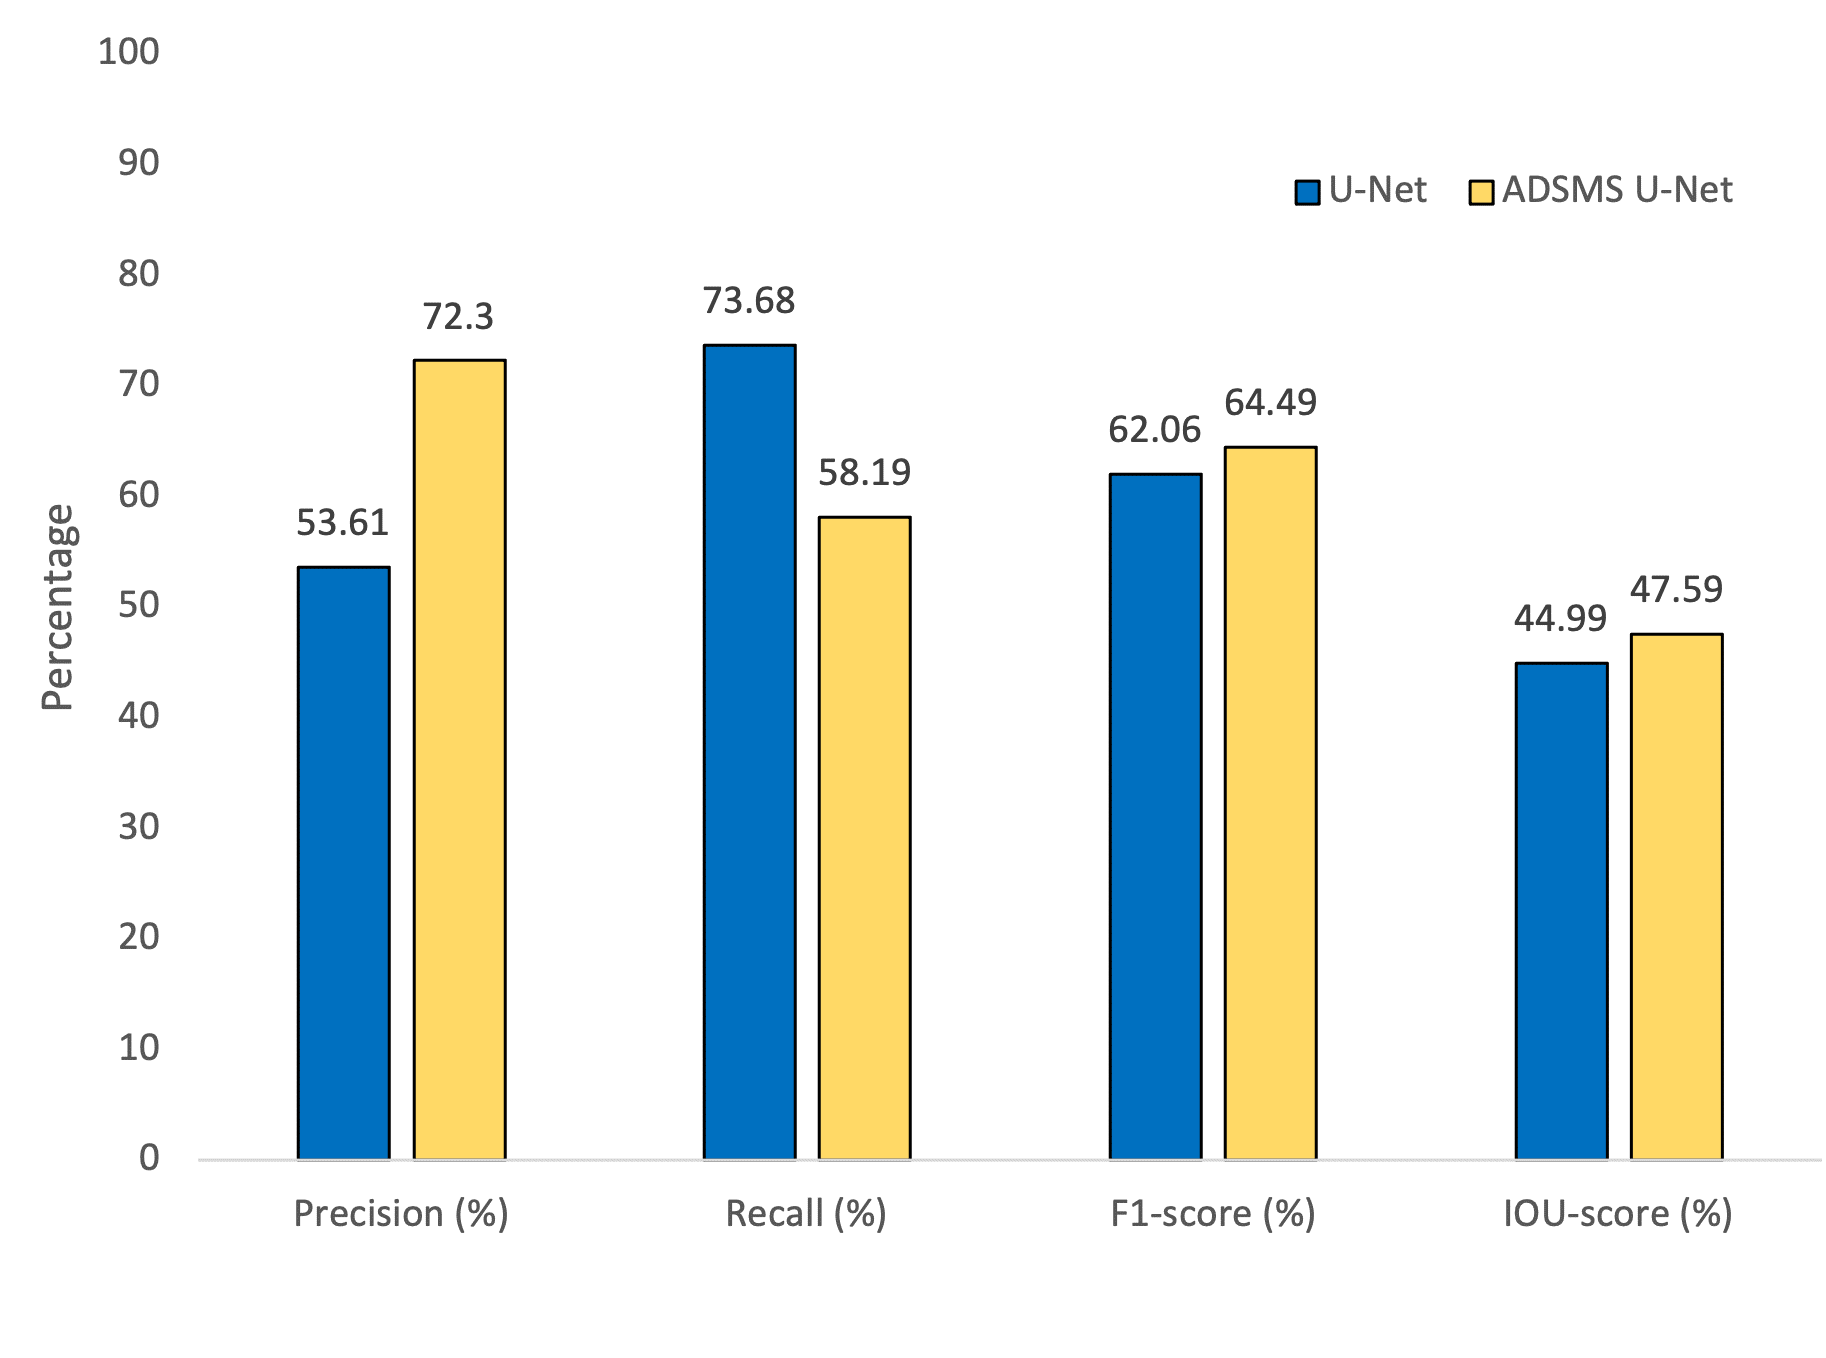 100
90
80
70
60
50
40
30
20
10
0
Percentage
U-Net
ADSMS U-Net
53.61
72.3
73.68
58.19
62.06
64.49
44.99
47.59
Precision (%)
Recall (%)
F1-score (%)
IOU-score (%)